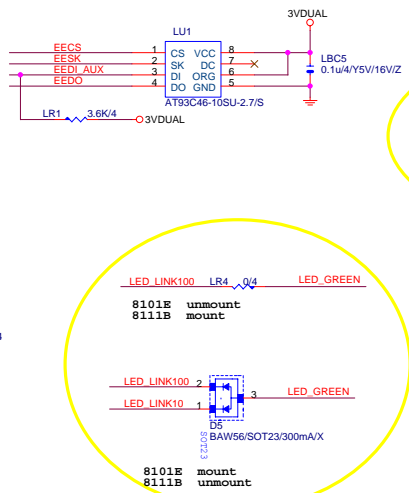 3VDUAL
LU1
EECS 1 CS VCC 8
EESK 2 SK DC 7
EEDI_AUX 3 DI ORG 6
EEDO 4 DO GND 5
AT93C46-10SU-2.7/S
LBC5
0.1u/4/Y5V/16V/Z
LR1 3.6K/4 3VDUAL
LED_LINK100 LR4 0/4 LED_GREEN
8101E unmount
8111B mount
LED_LINK100 2
3 LED_GREEN
LED_LINK10 1
D5
BAW56/SOT23/300mA/X
SOT23
8101E mount
8111B unmount